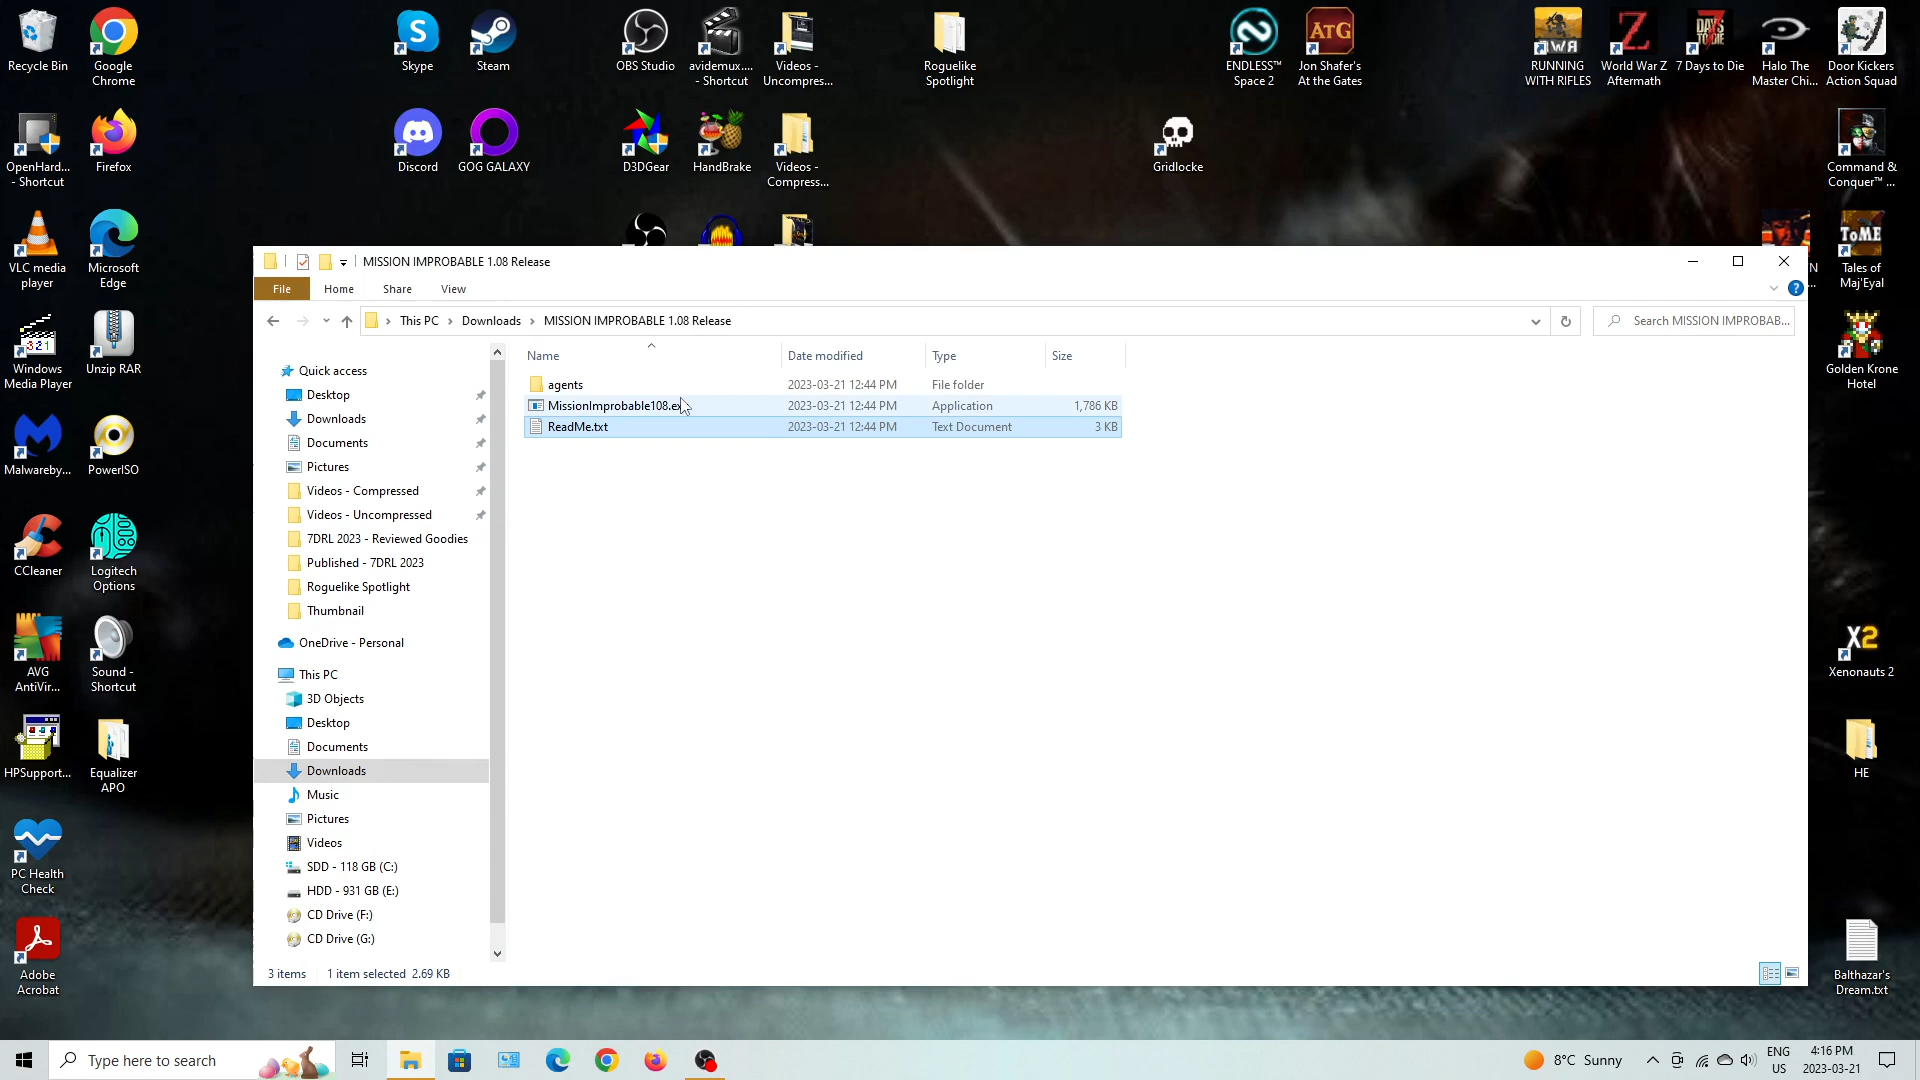 Recycle Bin
Google
Chrome
Skype
Steam
OBS Studio
avidemux....
- Shortcut
Videos -
Uncompres...
Roguelike
Spotlight
ENDLESS™
Space 2
ATG
Jon Shafer's
At the Gates
RWR
RUNNING
WITH RIFLES
World War Z
Aftermath
7 Days to Die
Halo The
Master Chi...
Door Kickers
Action Squad
OpenHard...
- Shortcut
Firefox
Discord
GOG GALAXY
D3DGear
HandBrake
Videos -
Compress...
Gridlocke
Command &
Conquer™ ...
VLC media
player
Microsoft
Edge
ToME
Tales of
Maj'Eyal
Windows
Media Player
Unzip RAR
Golden Krone
Hotel
Malwareby...
PowerISO
CCleaner
Logitech
Options
AVG
AntiVir...
Sound -
Shortcut
X2
Xenonauts 2
HPSupport...
Equalizer
APO
HE
PC Health
Check
Adobe
Acrobat
Balthazar's
Dream.txt
MISSION IMPROBABLE 1.08 Release
File
Home
Share
View
This PC
Downloads
MISSION IMPROBABLE 1.08 Release
Search MISSION IMPROBAB...
Name
Date modified
Type
Size
agents
2023-03-21 12:44 PM
File folder
MissionImprobable108.ex
2023-03-21 12:44 PM
Application
1,786 KB
ReadMe.txt
2023-03-21 12:44 PM
Text Document
3 KB
Quick access
Desktop
Downloads
Documents
Pictures
Videos - Compressed
Videos - Uncompressed
7DRL 2023 - Reviewed Goodies
Published - 7DRL 2023
Roguelike Spotlight
Thumbnail
OneDrive - Personal
This PC
3D Objects
Desktop
Documents
Downloads
Music
Pictures
Videos
SDD - 118 GB (C:)
HDD - 931 GB (E:)
CD Drive (F:)
CD Drive (G:)
3 items
1 item selected 2.69 KB
Type here to search
8°C Sunny
ENG
US
4:16 PM
2023-03-21